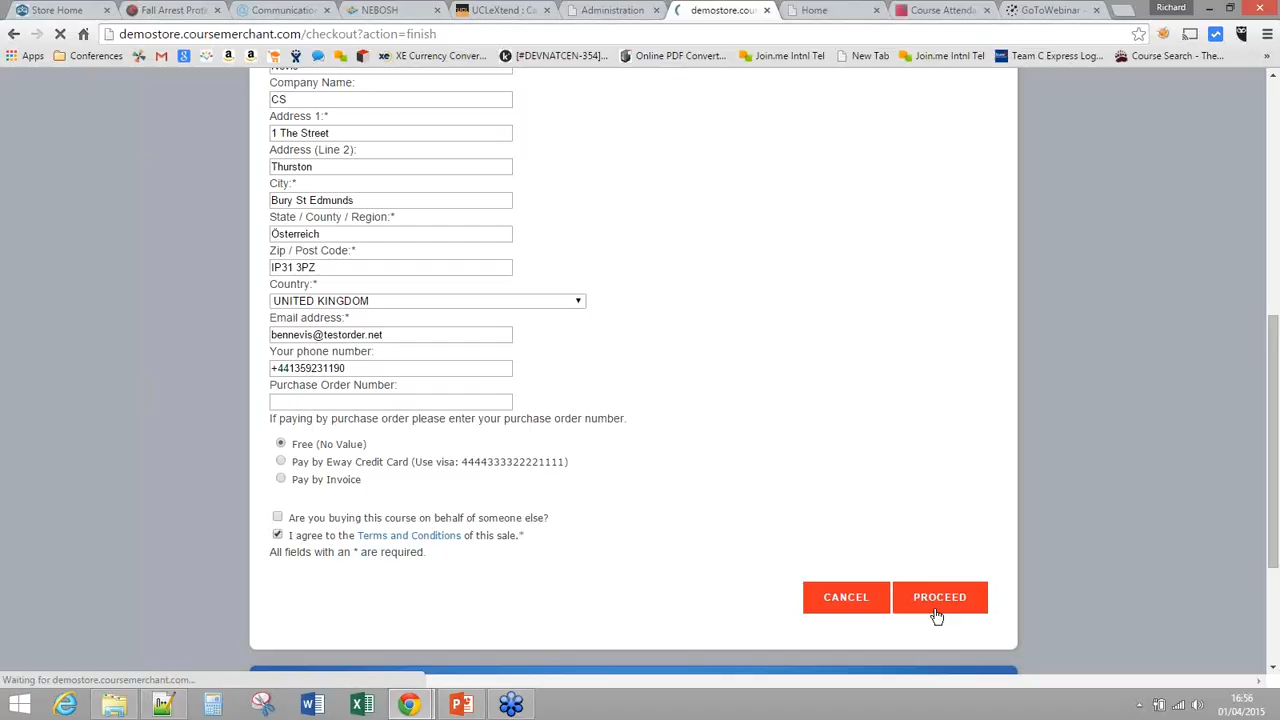 Store Home
Fall Arrest Prot
Communication
NEBOSH
UCLeXtend : Ca
Administration
demostore.cour
Home
Course Attenda
GoToWebinar
Richard
demostore.coursemerchant.com/checkout?action=finish
Conferences
XE Currency Conver...
[#DEVNATCEN-354]...
Online PDF Convert...
Join.me Intnl Tel
New Tab
Join.me Intnl Tel
Team C Express Log...
Course Search - The...
»
Company Name:
CS
Address 1:*
1 The Street
Address (Line 2):
Thurston
City:*
Bury St Edmunds
State / County / Region:*
Österreich
Zip / Post Code:*
IP31 3PZ
Country:*
UNITED KINGDOM
Email address:*
bennevis@testorder.net
Your phone number:
+441359231190
Purchase Order Number:
If paying by purchase order please enter your purchase order number.
Free (No Value)
Pay by Eway Credit Card (Use visa: 4444333322221111)
Pay by Invoice
Are you buying this course on behalf of someone else?
I agree to the Terms and Conditions of this sale.*
All fields with an * are required.
CANCEL PROCEED
Waiting for demostore.coursemerchant.com...
16:56
01/04/2015